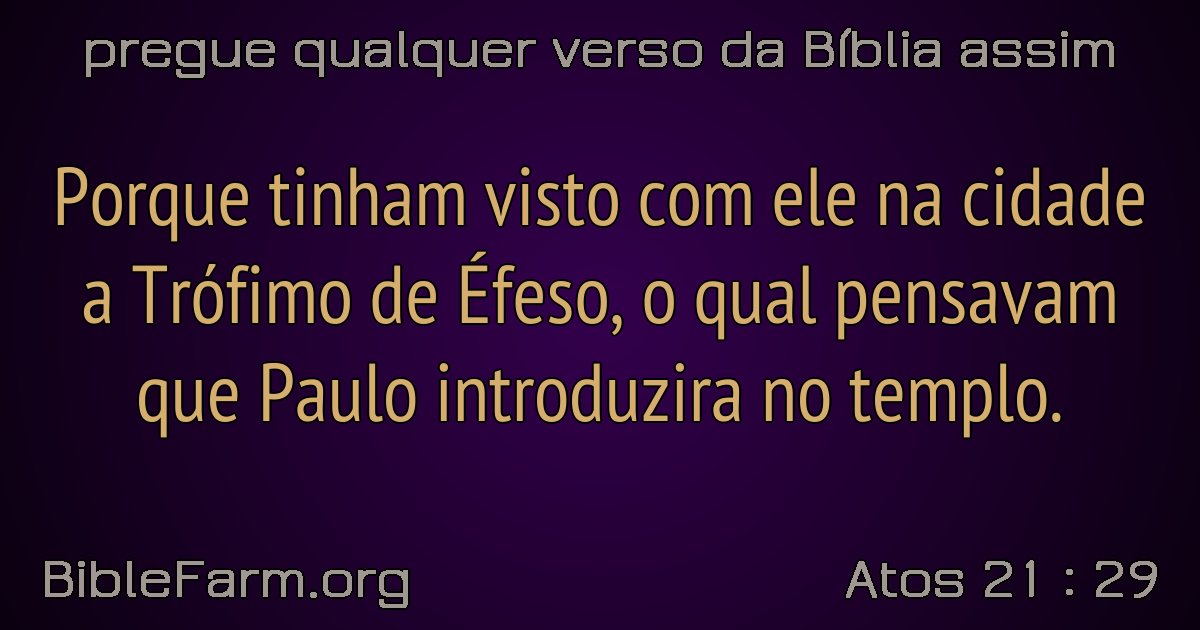 pregue qualquer verso da Bíblia assim
Porque tinham visto com ele na cidade
a Trófimo de Éfeso, o qual pensavam
que Paulo introduzira no templo.
BibleFarm.org
Atos 21 : 29